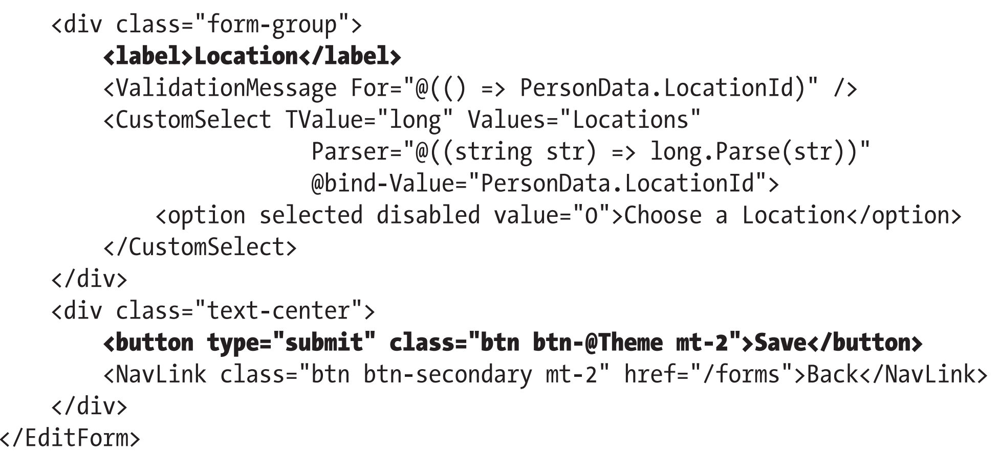 <div class="form-group">
        <label>Location</label>
        <ValidationMessage For="@(() => PersonData.LocationId)" />
        <CustomSelect TValue="long" Values="Locations"
                        Parser="@((string str) => long.Parse(str))"
                        @bind-Value="PersonData.LocationId">
            <option selected disabled value="0">Choose a Location</option>
        </CustomSelect>
    </div>
    <div class="text-center">
        <button type="submit" class="btn btn-@Theme mt-2">Save</button>
        <NavLink class="btn btn-secondary mt-2" href="/forms">Back</NavLink>
    </div>
</EditForm>